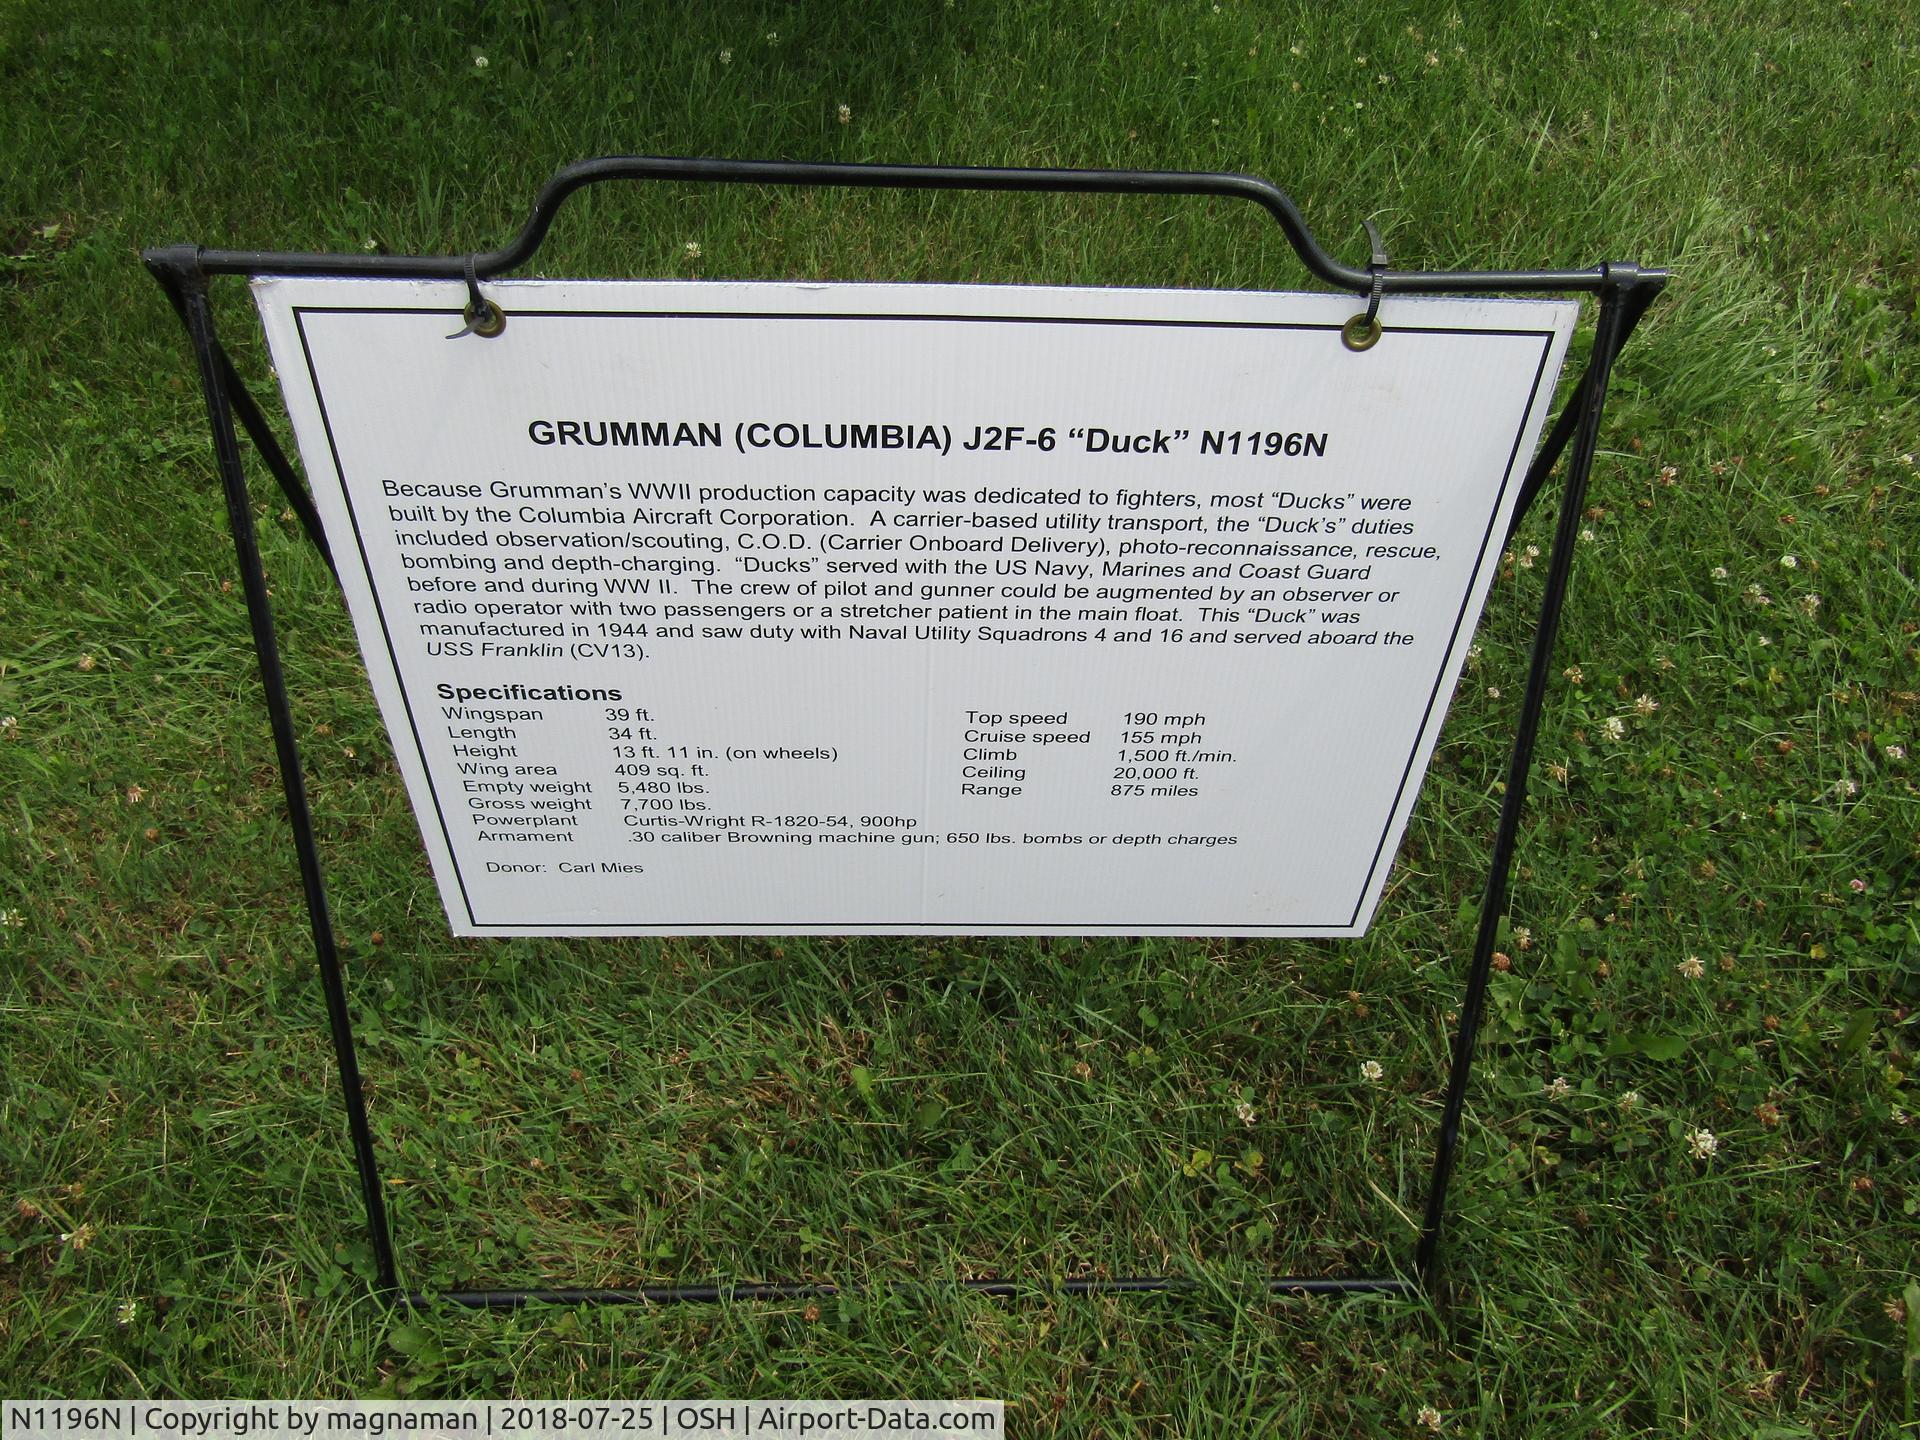 GRUMMAN (COLUMBIA) J2F-6 “Duck” N1196N
Because Grumman’s WWII production capacity was dedicated to fighters, most “Ducks” were
built by the Columbia Aircraft Corporation. A carrier-based utility transport, the “Duck’s” duties
included observation/scouting, C.O.D. (Carrier Onboard Delivery), photo-reconnaissance, rescue,
bombing and depth-charging. “Ducks” served with the US Navy, Marines and Coast Guard
before and during WW II. The crew of pilot and gunner could be augmented by an observer or
radio operator with two passengers or a stretcher patient in the main float. This “Duck” was
manufactured in 1944 and saw duty with Naval Utility Squadrons 4 and 16 and served aboard the
USS Franklin (CV13).
Specifications
Wingspan 39 ft.
Length 34 ft.
Height 13 ft. 11 in. (on wheels)
Wing area 409 sq. ft.
Empty weight 5,480 lbs.
Gross weight 7,700 lbs.
Powerplant Curtis-Wright R-1820-54, 900hp
Armament .30 caliber Browning machine gun; 650 lbs. bombs or depth charges
Top speed 190 mph
Cruise speed 155 mph
Climb 1,500 ft./min.
Ceiling 20,000 ft.
Range 875 miles
Donor: Carl Mies
N1196N | Copyright by magnaman | 2018-07-25 | OSH | Airport-Data.com